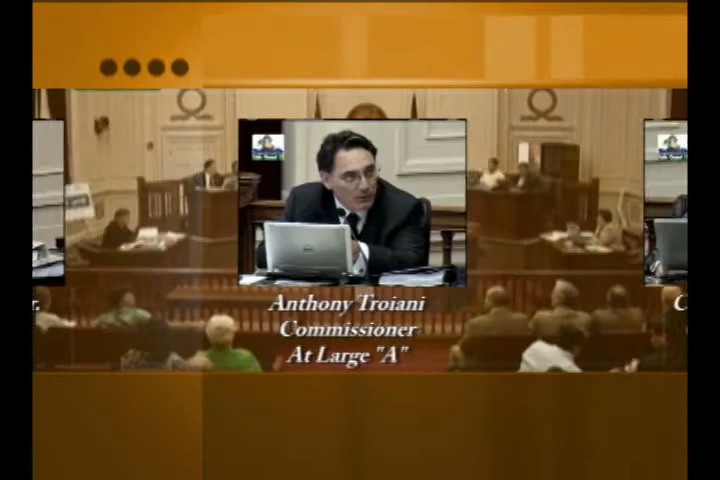 Anthony Troiani
Commissioner
At Large "A"
r.
C